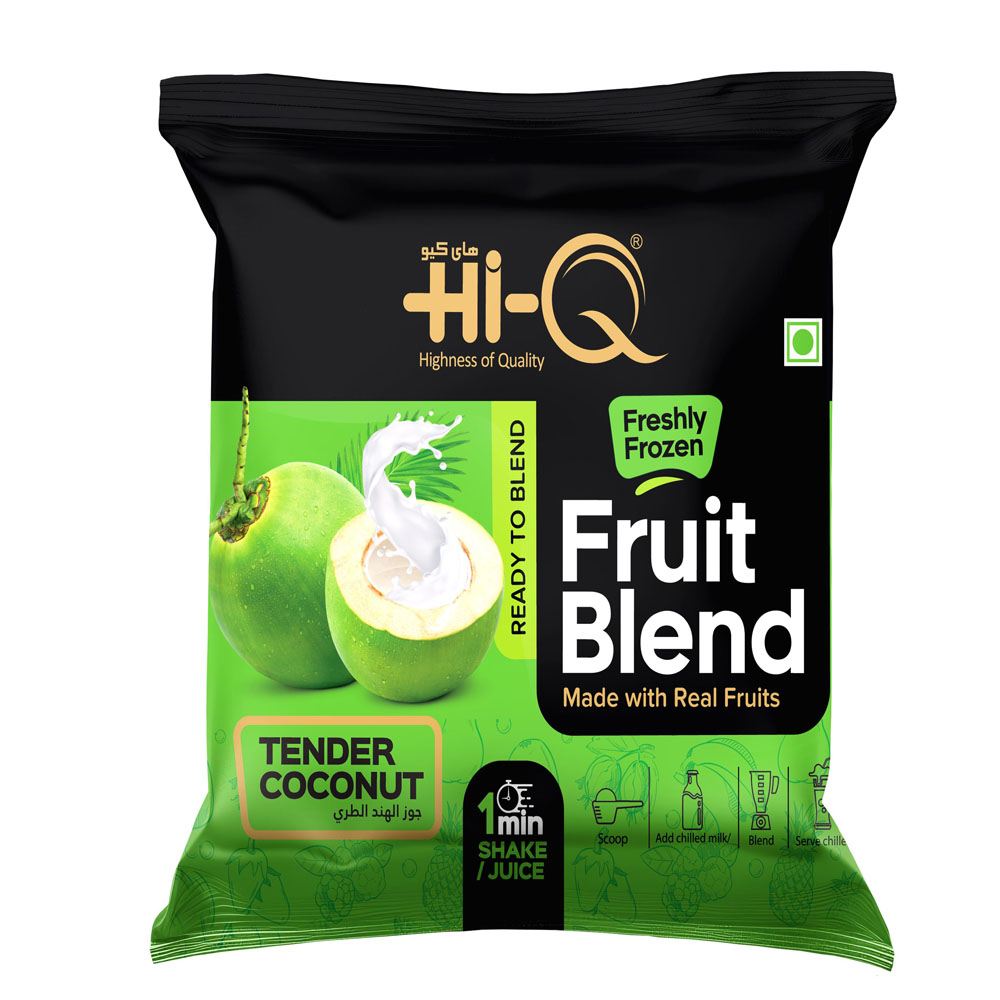 هاي كيو
Hi-Q®
Highness of Quality
Freshly
Frozen
READY TO BLEND
Fruit
Blend
Made with Real Fruits
TENDER
COCONUT
جوز الهند الطري
1 min
SHAKE
/ JUICE
Scoop
Add chilled milk/
Blend
Serve chille